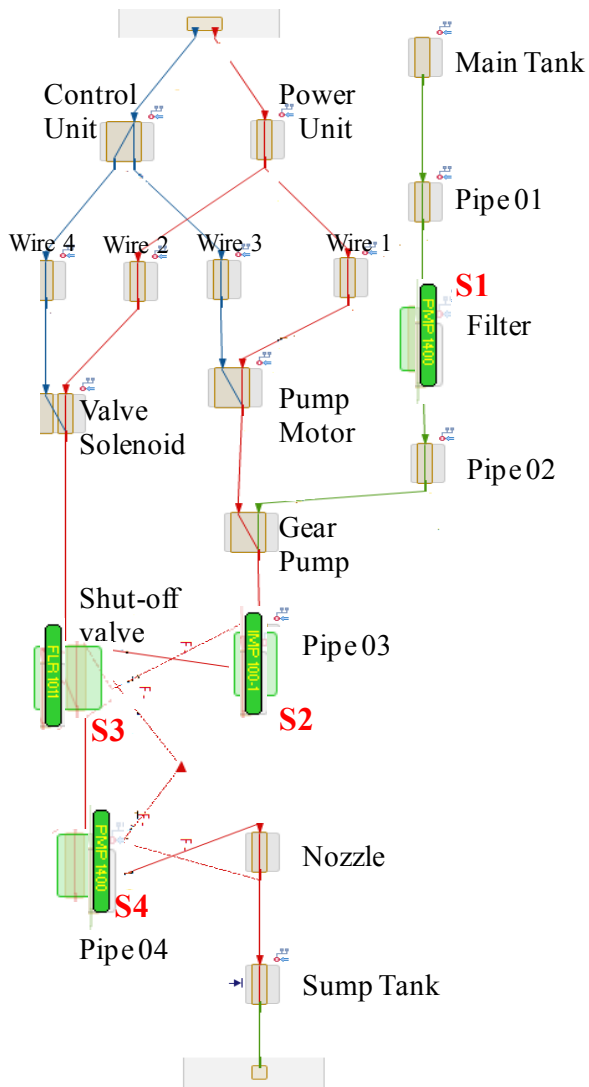 Main Tank
Control
Unit
Power
Unit
Pipe 01
Wire 4
Wire 2
Wire 3
Wire 1
S1
PMP 1400
Filter
Valve
Solenoid
Pump
Motor
Pipe 02
Gear
Pump
Shut-off
valve
FLR 1011
S3
F-
F-
IMP 100-1
Pipe 03
S2
PMP 1400
S4
F-
F-
Nozzle
Pipe 04
Sump Tank